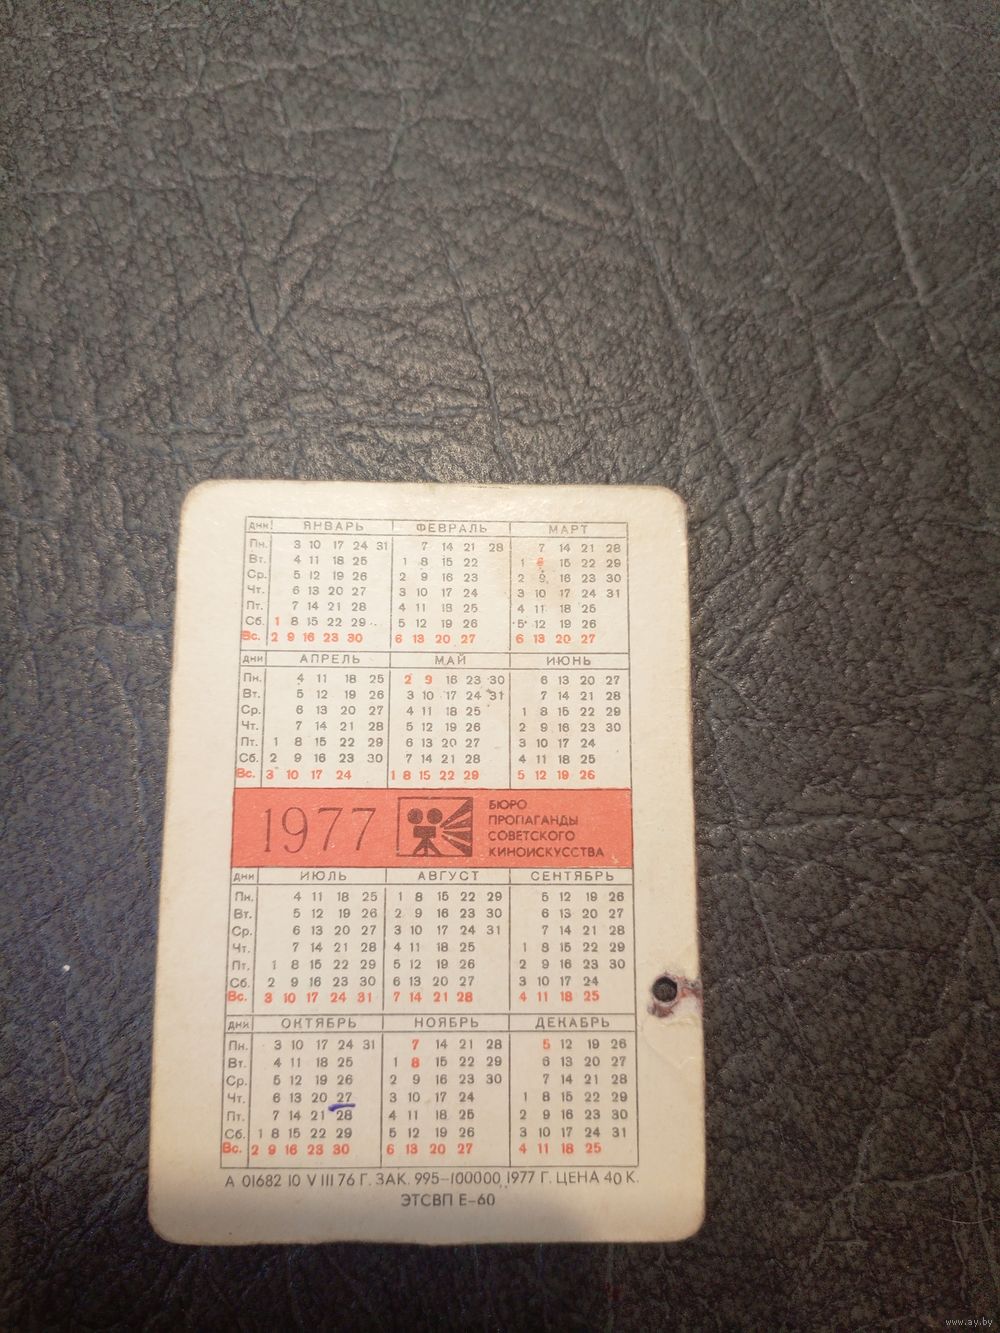 ДНИ ЯНВАРЬ ФЕВРАЛЬ МАРТ
Пн. 3 10 17 24 31 7 14 21 28 7 14 21 28
Вт. 4 11 18 25 1 8 15 22 1 8 15 22 29
Ср. 5 12 19 26 2 9 16 23 2 9 16 23 30
Чт. 6 13 20 27 3 10 17 24 3 10 17 24 31
Пт. 7 14 21 28 4 11 18 25 4 11 18 25
Сб. 1 8 15 22 29 5 12 19 26 5 12 19 26
Вс. 2 9 16 23 30 6 13 20 27 6 13 20 27
ДНИ АПРЕЛЬ МАЙ ИЮНЬ
Пн. 4 11 18 25 2 9 16 23 30 6 13 20 27
Вт. 5 12 19 26 3 10 17 24 31 7 14 21 28
Ср. 6 13 20 27 4 11 18 25 1 8 15 22 29
Чт. 7 14 21 28 5 12 19 26 2 9 16 23 30
Пт. 1 8 15 22 29 6 13 20 27 3 10 17 24
Сб. 2 9 16 23 30 7 14 21 28 4 11 18 25
Вс. 3 10 17 24 1 8 15 22 29 5 12 19 26
1977
БЮРО
ПРОПАГАНДЫ
СОВЕТСКОГО
КИНОИСКУССТВА
ДНИ ИЮЛЬ АВГУСТ СЕНТЯБРЬ
Пн. 4 11 18 25 1 8 15 22 29 5 12 19 26
Вт. 5 12 19 26 2 9 16 23 30 6 13 20 27
Ср. 6 13 20 27 3 10 17 24 31 7 14 21 28
Чт. 7 14 21 28 4 11 18 25 1 8 15 22 29
Пт. 1 8 15 22 29 5 12 19 26 2 9 16 23 30
Сб. 2 9 16 23 30 6 13 20 27 3 10 17 24
Вс. 3 10 17 24 31 7 14 21 28 4 11 18 25
ДНИ ОКТЯБРЬ НОЯБРЬ ДЕКАБРЬ
Пн. 3 10 17 24 31 7 14 21 28 5 12 19 26
Вт. 4 11 18 25 1 8 15 22 29 6 13 20 27
Ср. 5 12 19 26 2 9 16 23 30 7 14 21 28
Чт. 6 13 20 27 3 10 17 24 1 8 15 22 29
Пт. 7 14 21 28 4 11 18 25 2 9 16 23 30
Сб. 1 8 15 22 29 5 12 19 26 3 10 17 24 31
Вс. 2 9 16 23 30 6 13 20 27 4 11 18 25
А 01682 10 VIII 76 Г. ЗАК. 995–100000, 1977 Г. ЦЕНА 40 К.
ЭТСВП Е–60
www.ay.by